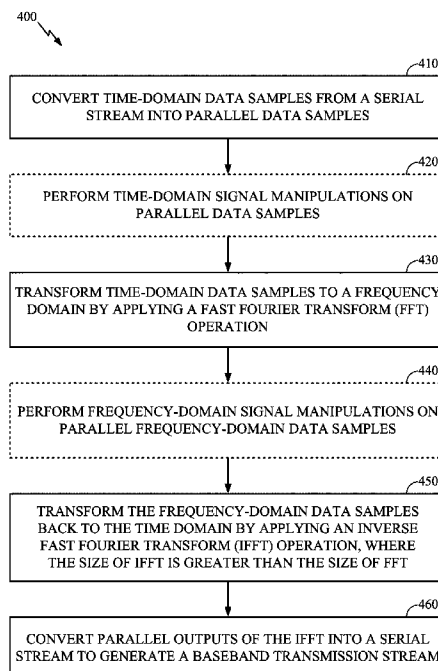 400
410
CONVERT TIME-DOMAIN DATA SAMPLES FROM A SERIAL
STREAM INTO PARALLEL DATA SAMPLES
420
PERFORM TIME-DOMAIN SIGNAL MANIPULATIONS ON
PARALLEL DATA SAMPLES
430
TRANSFORM TIME-DOMAIN DATA SAMPLES TO A FREQUENCY
DOMAIN BY APPLYING A FAST FOURIER TRANSFORM (FFT)
OPERATION
440
PERFORM FREQUENCY-DOMAIN SIGNAL MANIPULATIONS ON
PARALLEL FREQUENCY-DOMAIN DATA SAMPLES
450
TRANSFORM THE FREQUENCY-DOMAIN DATA SAMPLES
BACK TO THE TIME DOMAIN BY APPLYING AN INVERSE
FAST FOURIER TRANSFORM (IFFT) OPERATION, WHERE
THE SIZE OF IFFT IS GREATER THAN THE SIZE OF FFT
460
CONVERT PARALLEL OUTPUTS OF THE IFFT INTO A SERIAL
STREAM TO GENERATE A BASEBAND TRANSMISSION STREAM